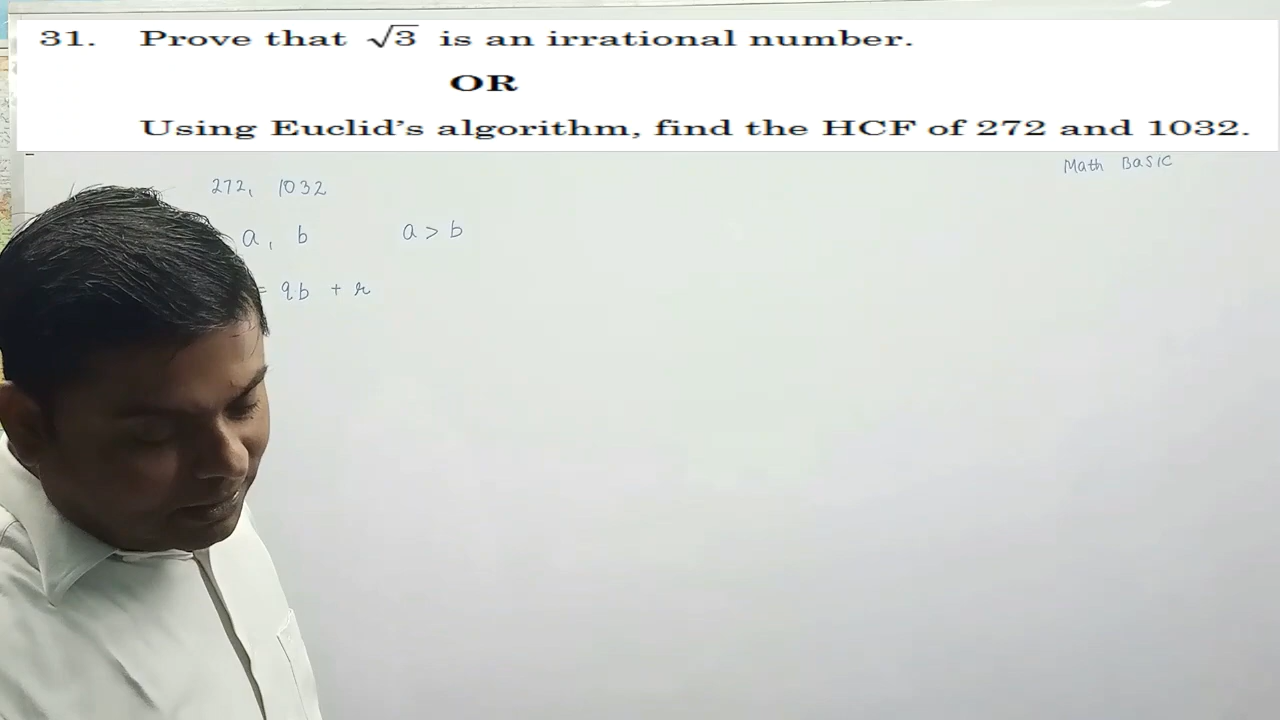 31. Prove that √3 is an irrational number.
OR
Using Euclid's algorithm, find the HCF of 272 and 1032.
Math BASIC
272, 1032
a, b a > b
= qb + r